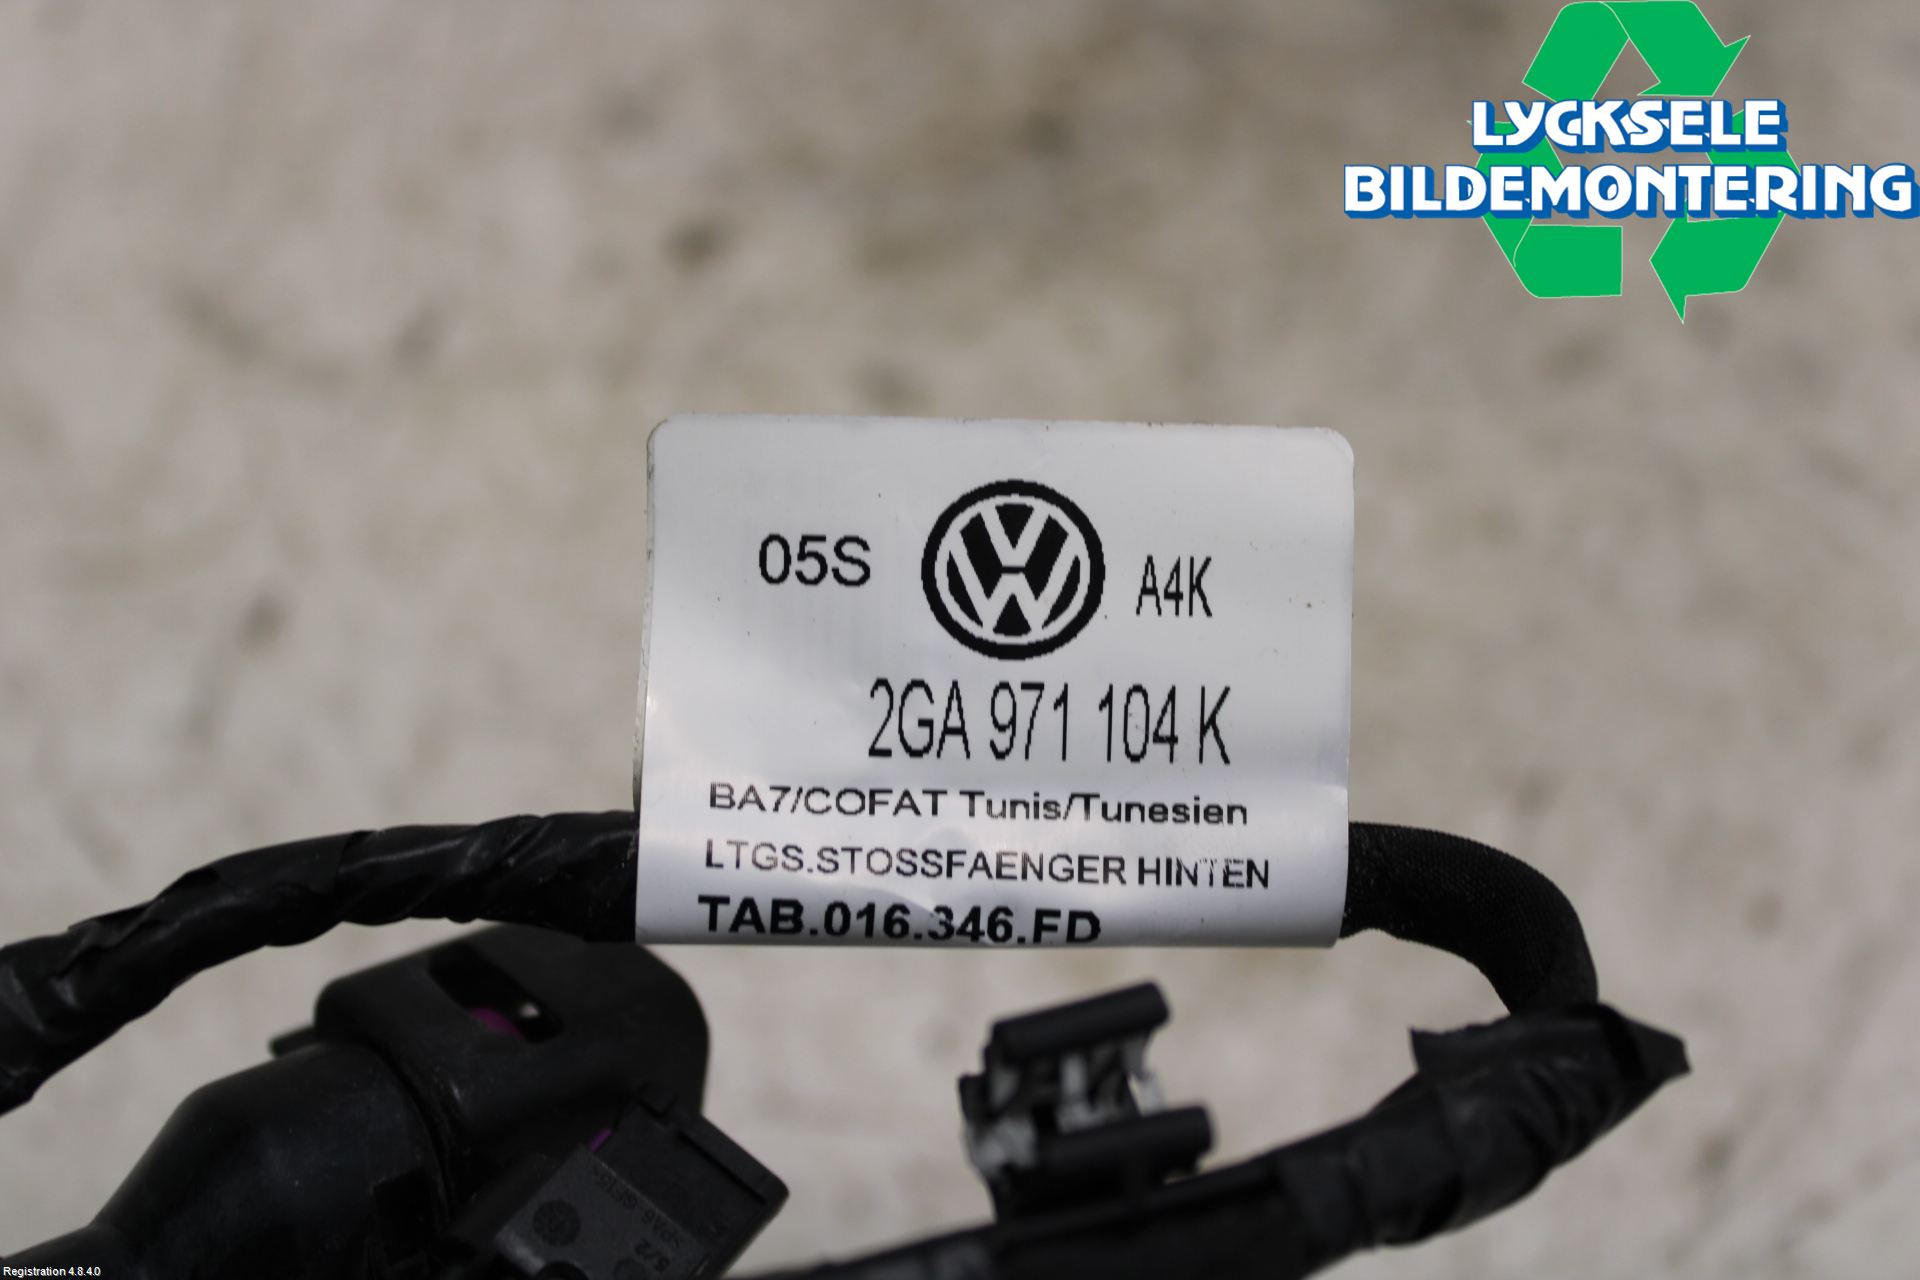 LYCKSELE
BILDEMONTERING
05S
A4K
2GA 971 104 K
BA7/COFAT Tunis/Tunesien
LTGS.STOSSFAENGER HINTEN
TAB.016.346.FD
Registration 4.8.4.0